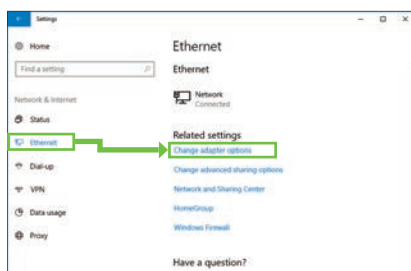 Settings
Home
Ethernet
Find a setting
Ethernet
Network & Internet
Network
Connected
Status
Ethernet
Related settings
Change adapter options
Dial-up
Change advanced sharing options
VPN
Network and Sharing Center
Data usage
HomeGroup
Proxy
Windows Firewall
Have a question?